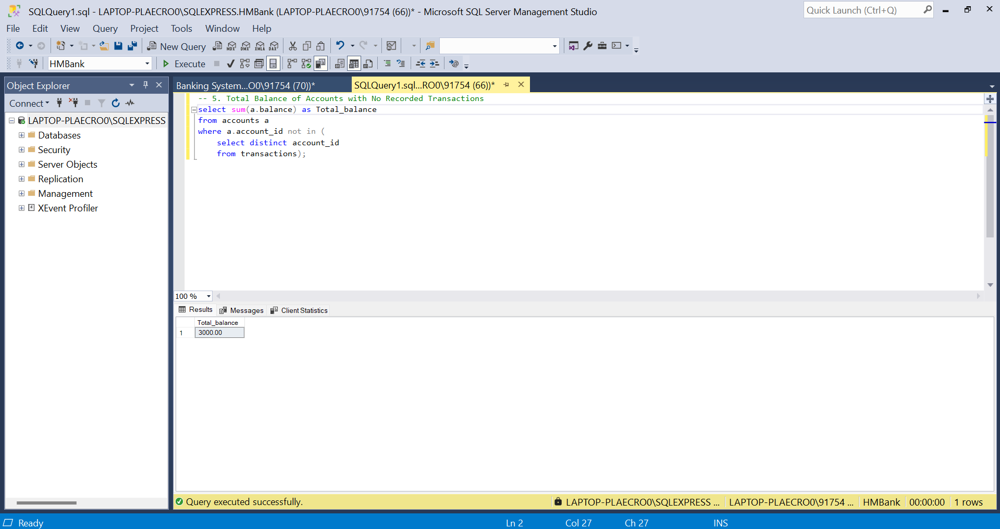 SQLQuery1.sql - LAPTOP-PLAECRO0\SQLEXPRESS.HMBank (LAPTOP-PLAECRO0\91754 (66))* - Microsoft SQL Server Management Studio
Quick Launch (Ctrl+Q)
File Edit View Query Project Tools Window Help
New Query MDX DMX XMLA DAX
HMBank Execute
Object Explorer
Banking System...O0\91754 (70))* SQLQuery1.sql...RO0\91754 (66))*
Connect
LAPTOP-PLAECRO0\SQLEXPRESS
Databases
Security
Server Objects
Replication
Management
XEvent Profiler
-- 5. Total Balance of Accounts with No Recorded Transactions
select sum(a.balance) as Total_balance
from accounts a
where a.account_id not in (
select distinct account_id
from transactions);
100 %
Results Messages Client Statistics
Total_balance
1 3000.00
Query executed successfully. LAPTOP-PLAECRO0\SQLEXPRESS ... LAPTOP-PLAECRO0\91754 ... HMBank 00:00:00 1 rows
Ready Ln 2 Col 27 Ch 27 INS